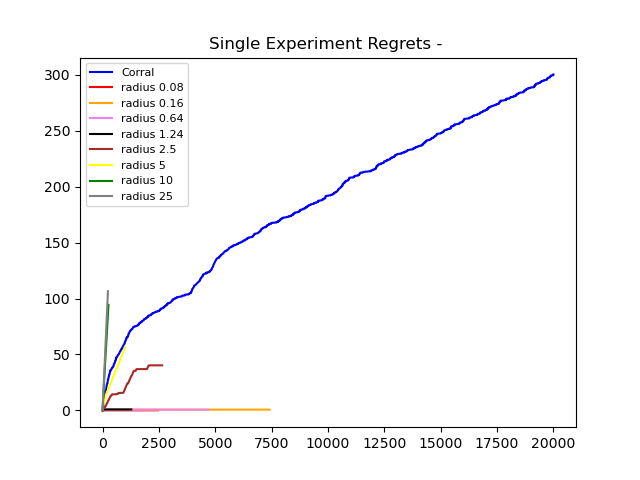 Single Experiment Regrets -
300
250
200
150
100
50
0
Corral
radius 0.08
radius 0.16
radius 0.64
radius 1.24
radius 2.5
radius 5
radius 10
radius 25
0 2500 5000 7500 10000 12500 15000 17500 20000